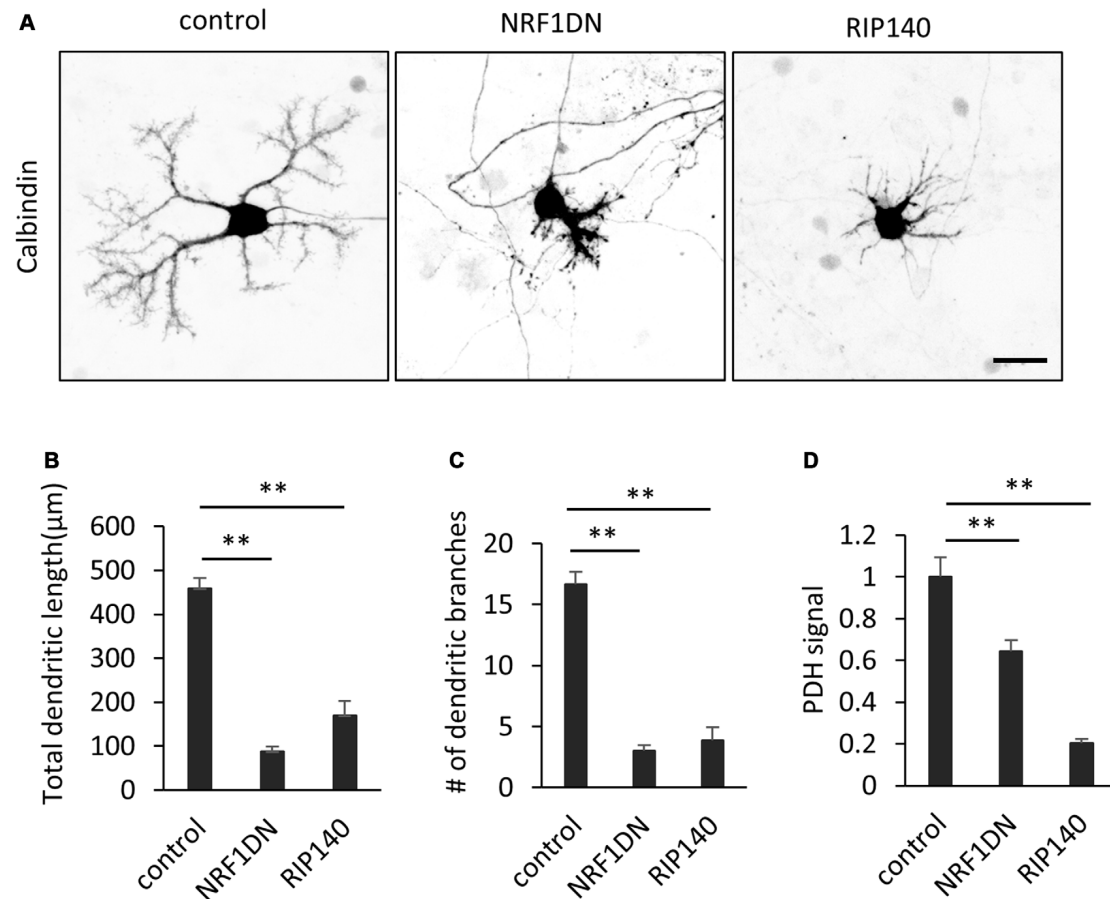 A
control
NRF1DN
RIP140
Calbindin
B
**
**
Total dendritic length(μm)
600
500
400
300
200
100
0
control
NRF1DN
RIP140
C
**
**
# of dendritic branches
20
15
10
5
0
control
NRF1DN
RIP140
D
**
**
PDH signal
1.2
1
0.8
0.6
0.4
0.2
0
control
NRF1DN
RIP140